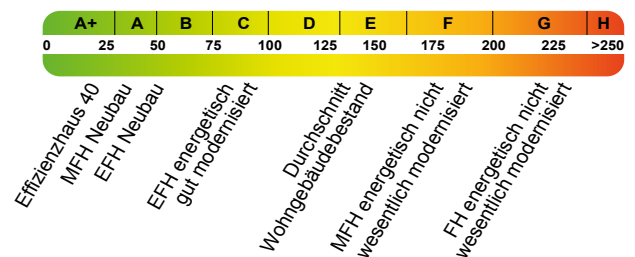 A+ A B C D E F G H
0 25 50 75 100 125 150 175 200 225 >250
Effizienzhaus 40
MFH Neubau
EFH Neubau
EFH energetisch
gut modernisiert
Durchschnitt
Wohngebäudebestand
MFH energetisch nicht
wesentlich modernisiert
FH energetisch nicht
wesentlich modernisiert